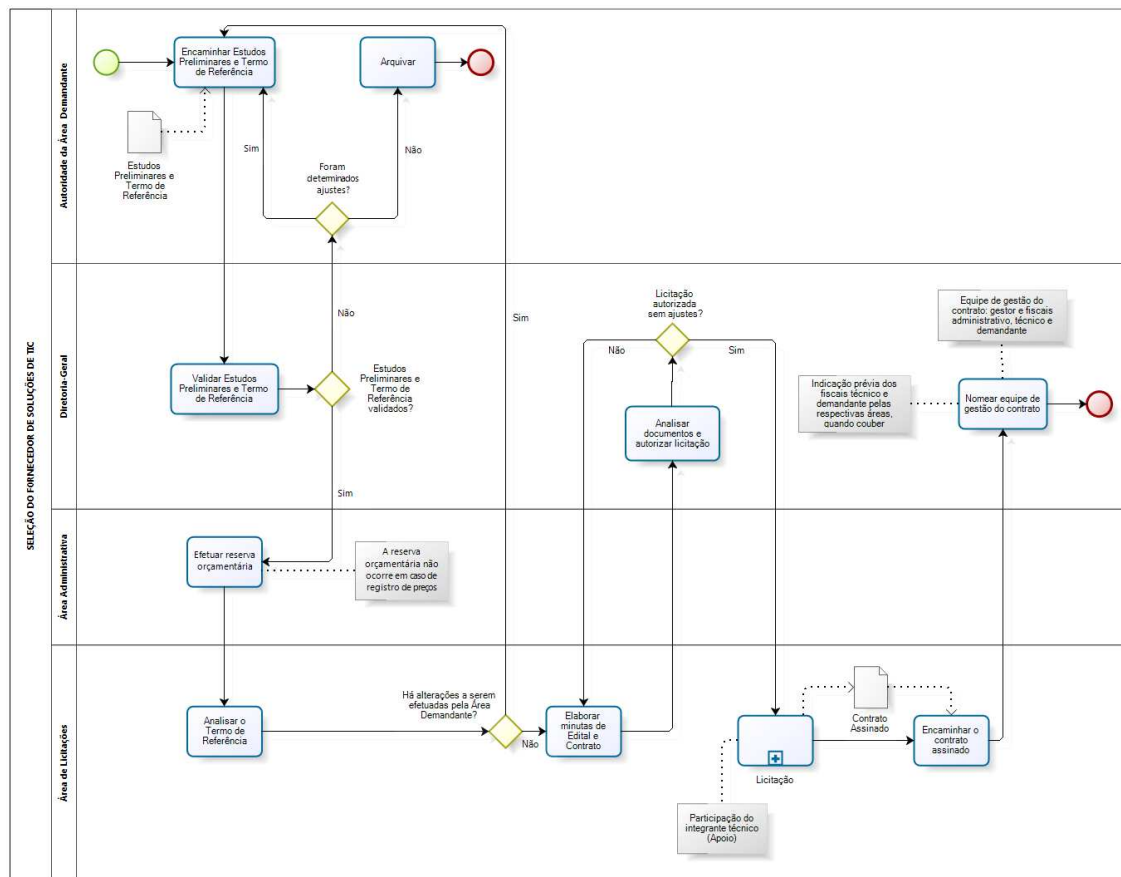 SELEÇÃO DO FORNECEDOR DE SOLUÇÕES DE TIC
Autoridade da Área Demandante
Encaminhar Estudos
Preliminares e Termo
de Referência
Arquivar
Estudos
Preliminares e
Termo de
Referência
Sim
Não
Foram
determinados
ajustes?
Diretoria-Geral
Validar Estudos
Preliminares e Termo
de Referência
Não
Estudos
Preliminares e
Termo de
Referência
validados?
Sim
Sim
Licitação
autorizada
sem ajustes?
Não
Sim
Analisar
documentos e
autorizar licitação
Equipe de gestão do
contrato: gestor e fiscais
administrativo, técnico e
demandante
Indicação prévia dos
fiscais técnico e
demandante pelas
respectivas áreas,
quando couber
Nomear equipe de
gestão do contrato
Área Administrativa
Efetuar reserva
orçamentária
A reserva
orçamentária não
ocorre em caso de
registro de preços
Área de Licitações
Analisar o
Termo de
Referência
Há alterações a serem
efetuadas pela Área
Demandante?
Não
Elaborar
minutas de
Edital e
Contrato
Licitação
Participação do
integrante técnico
(Apoio)
Contrato
Assinado
Encaminhar o
contrato
assinado